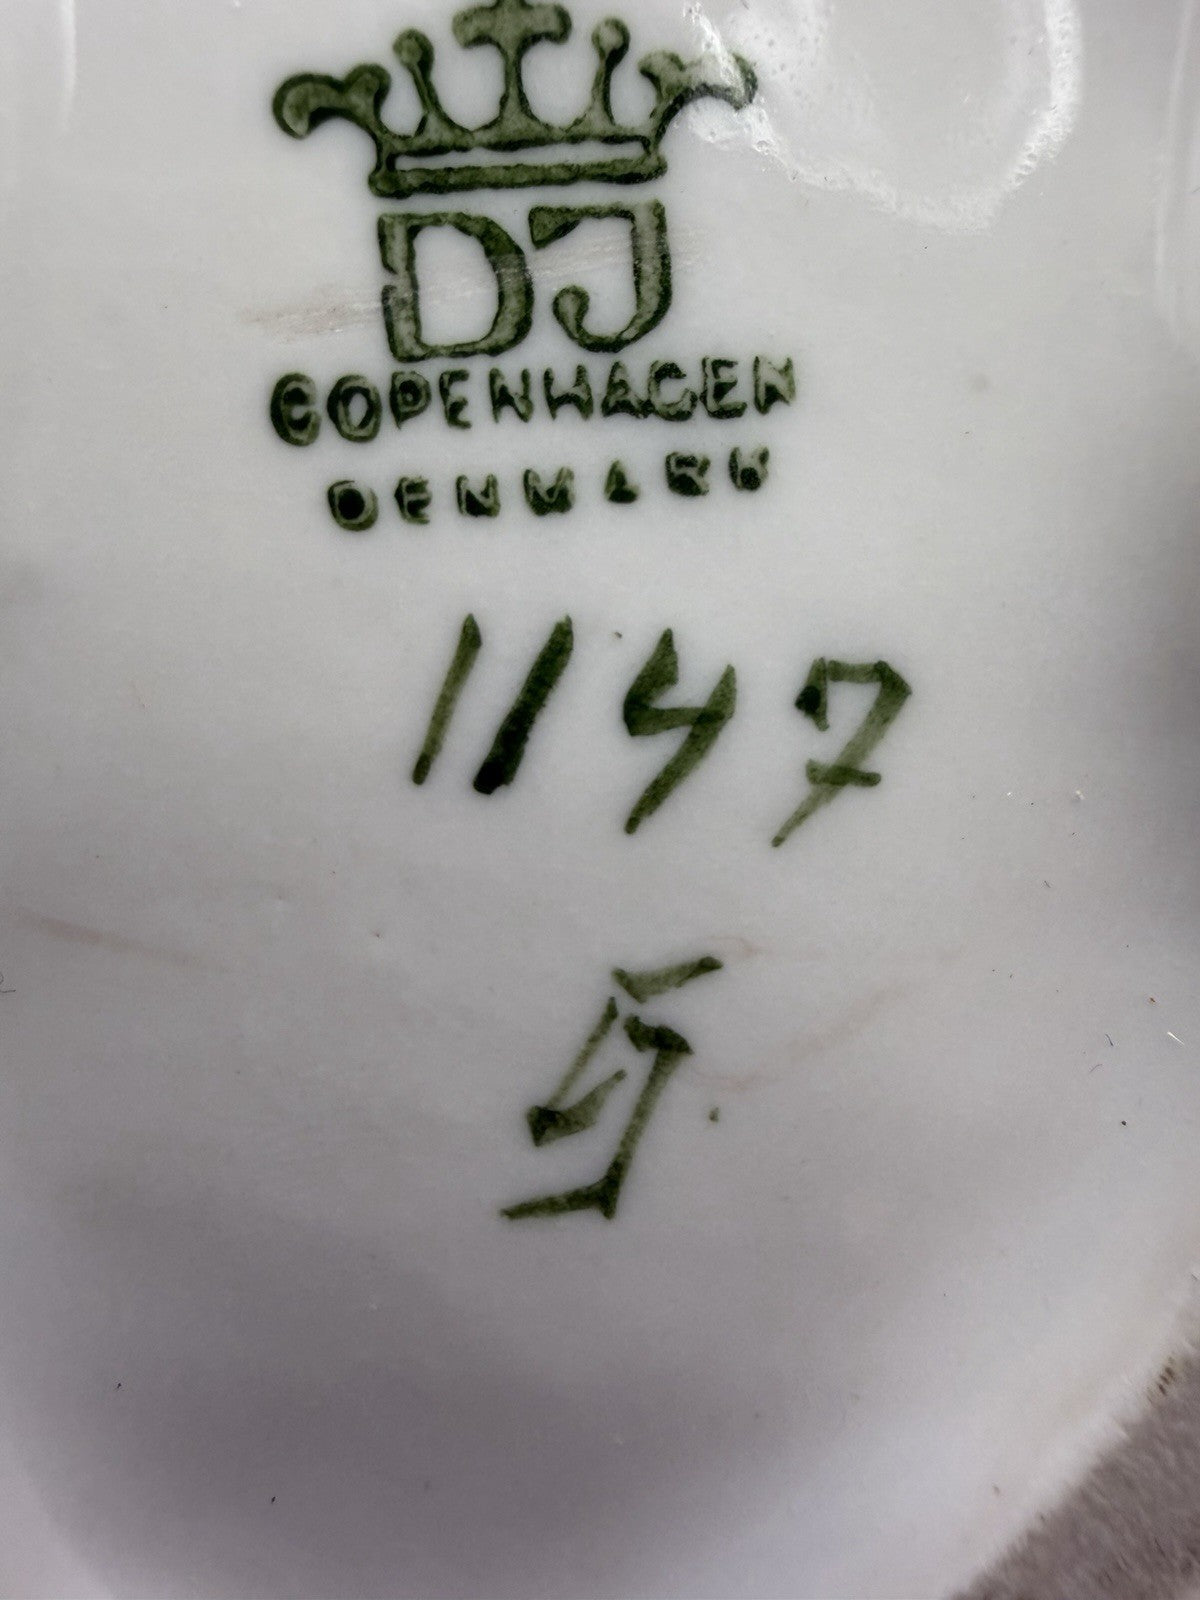 DJ
COPENHAGEN
DENMARK
1147